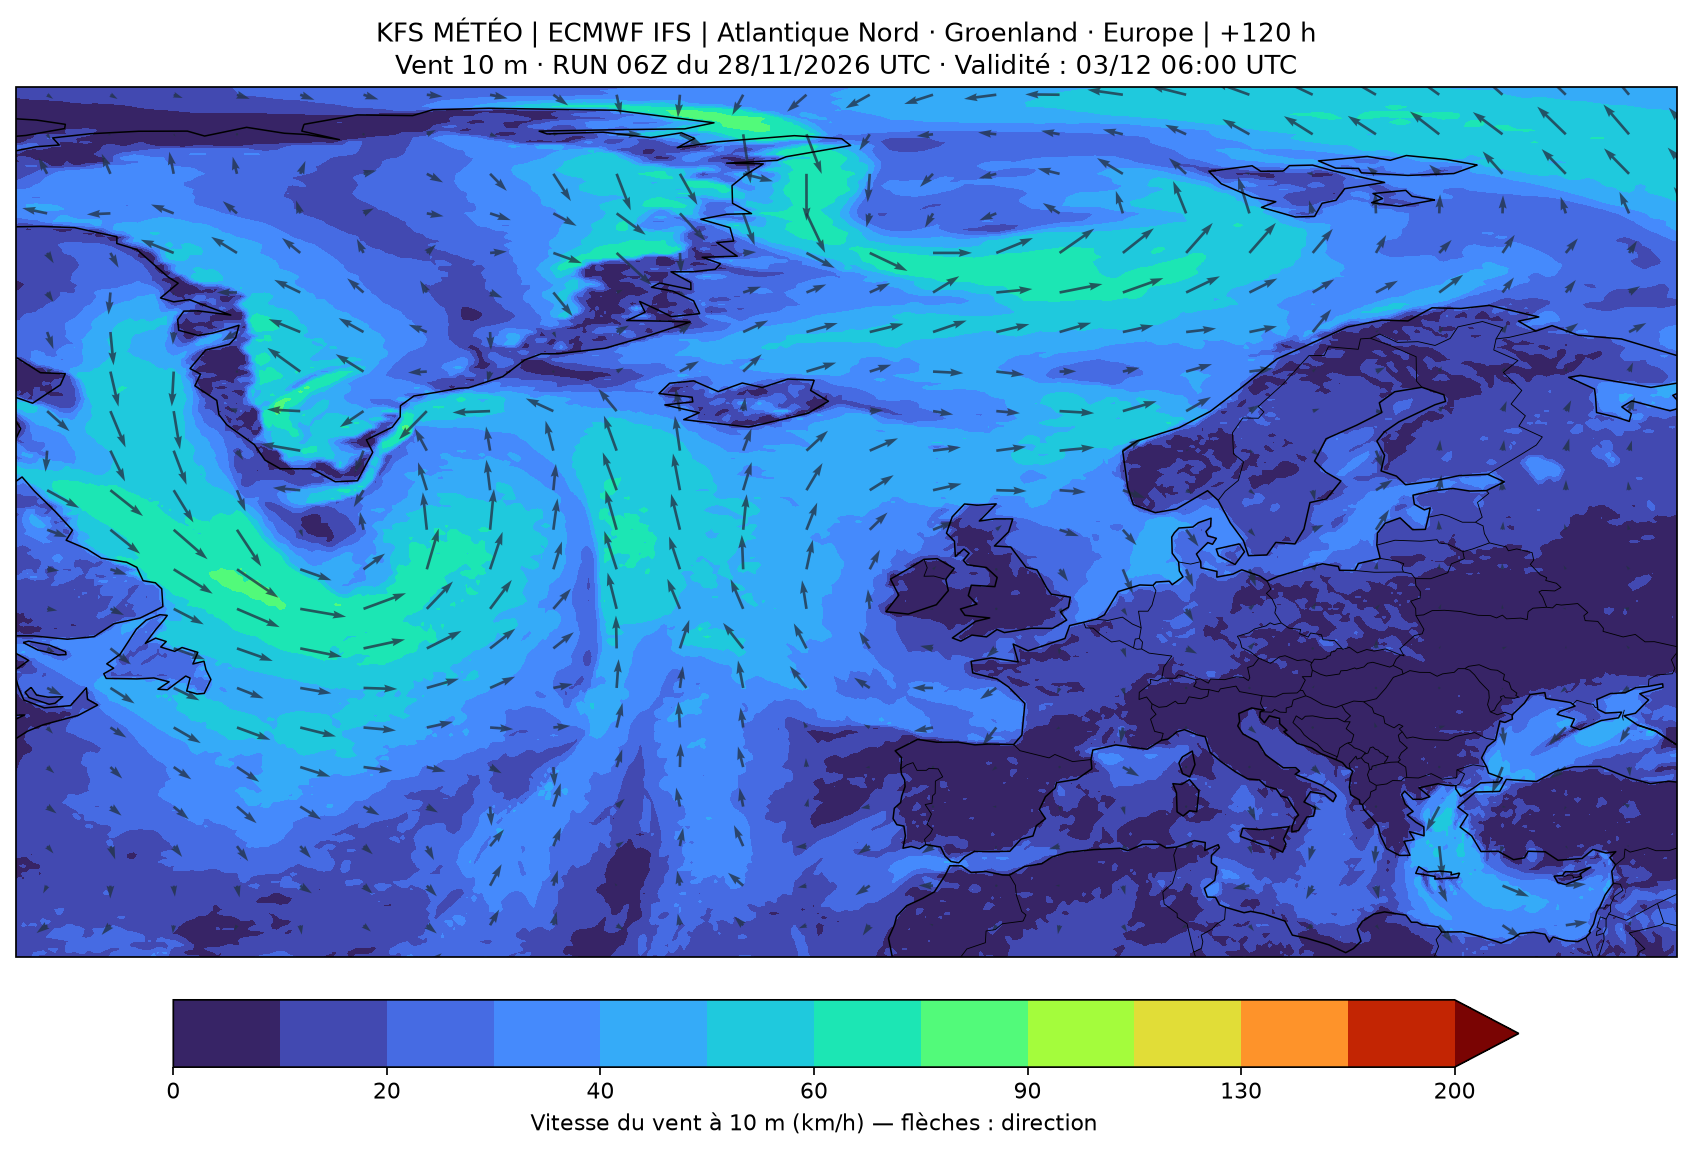 KFS MÉTÉO | ECMWF IFS | Atlantique Nord · Groenland · Europe | +120 h
Vent 10 m · RUN 06Z du 28/11/2026 UTC · Validité : 03/12 06:00 UTC
0 20 40 60 90 130 200
Vitesse du vent à 10 m (km/h) — flèches : direction